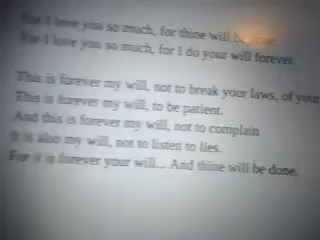 For I love you so much, for thine will be
For I love you so much, for I do your will forever.
This is forever my will, not to break your laws, of your
This is forever my will, to be patient.
And this is forever my will, not to complain
It is also my will, not to listen to lies.
For it is forever your will... And thine will be done.